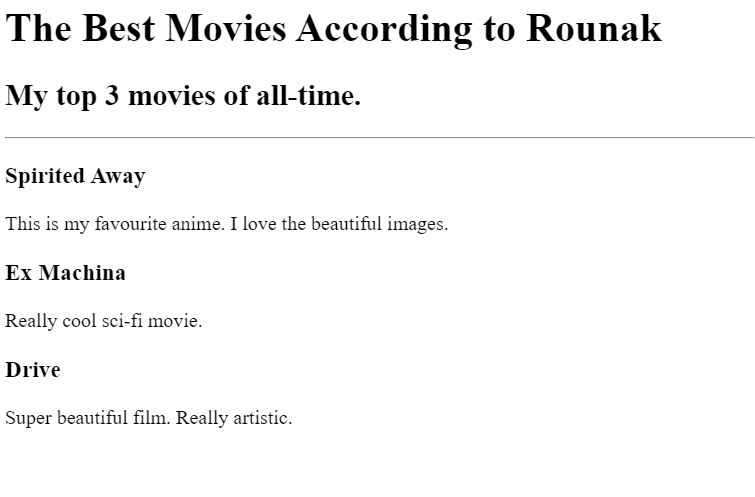 The Best Movies According to Rounak
My top 3 movies of all-time.
Spirited Away
This is my favourite anime. I love the beautiful images.
Ex Machina
Really cool sci-fi movie.
Drive
Super beautiful film. Really artistic.